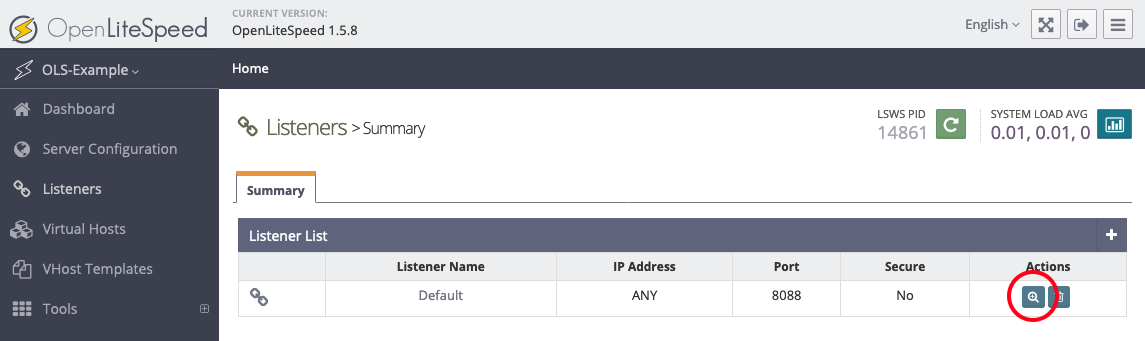 OpenLiteSpeed
CURRENT VERSION:
OpenLiteSpeed 1.5.8
English
OLS-Example
Home
Dashboard
Server Configuration
Listeners
Virtual Hosts
VHost Templates
Tools
Listeners > Summary
LSWS PID
14861
SYSTEM LOAD AVG
0.01, 0.01, 0
Summary
Listener List
Listener Name IP Address Port Secure Actions
Default ANY 8088 No